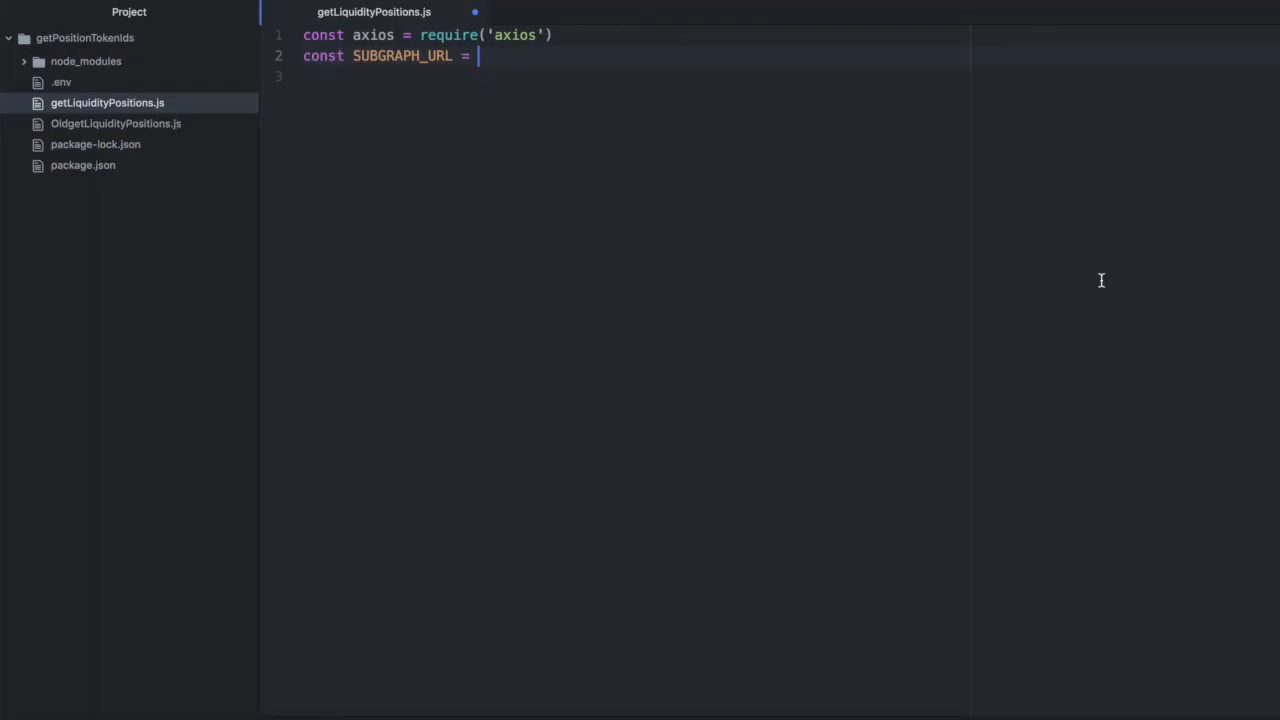 Project
getPositionTokenIds
node_modules
.env
getLiquidityPositions.js
OldgetLiquidityPositions.js
package-lock.json
package.json
getLiquidityPositions.js
1 const axios = require('axios')
2 const SUBGRAPH_URL =
3